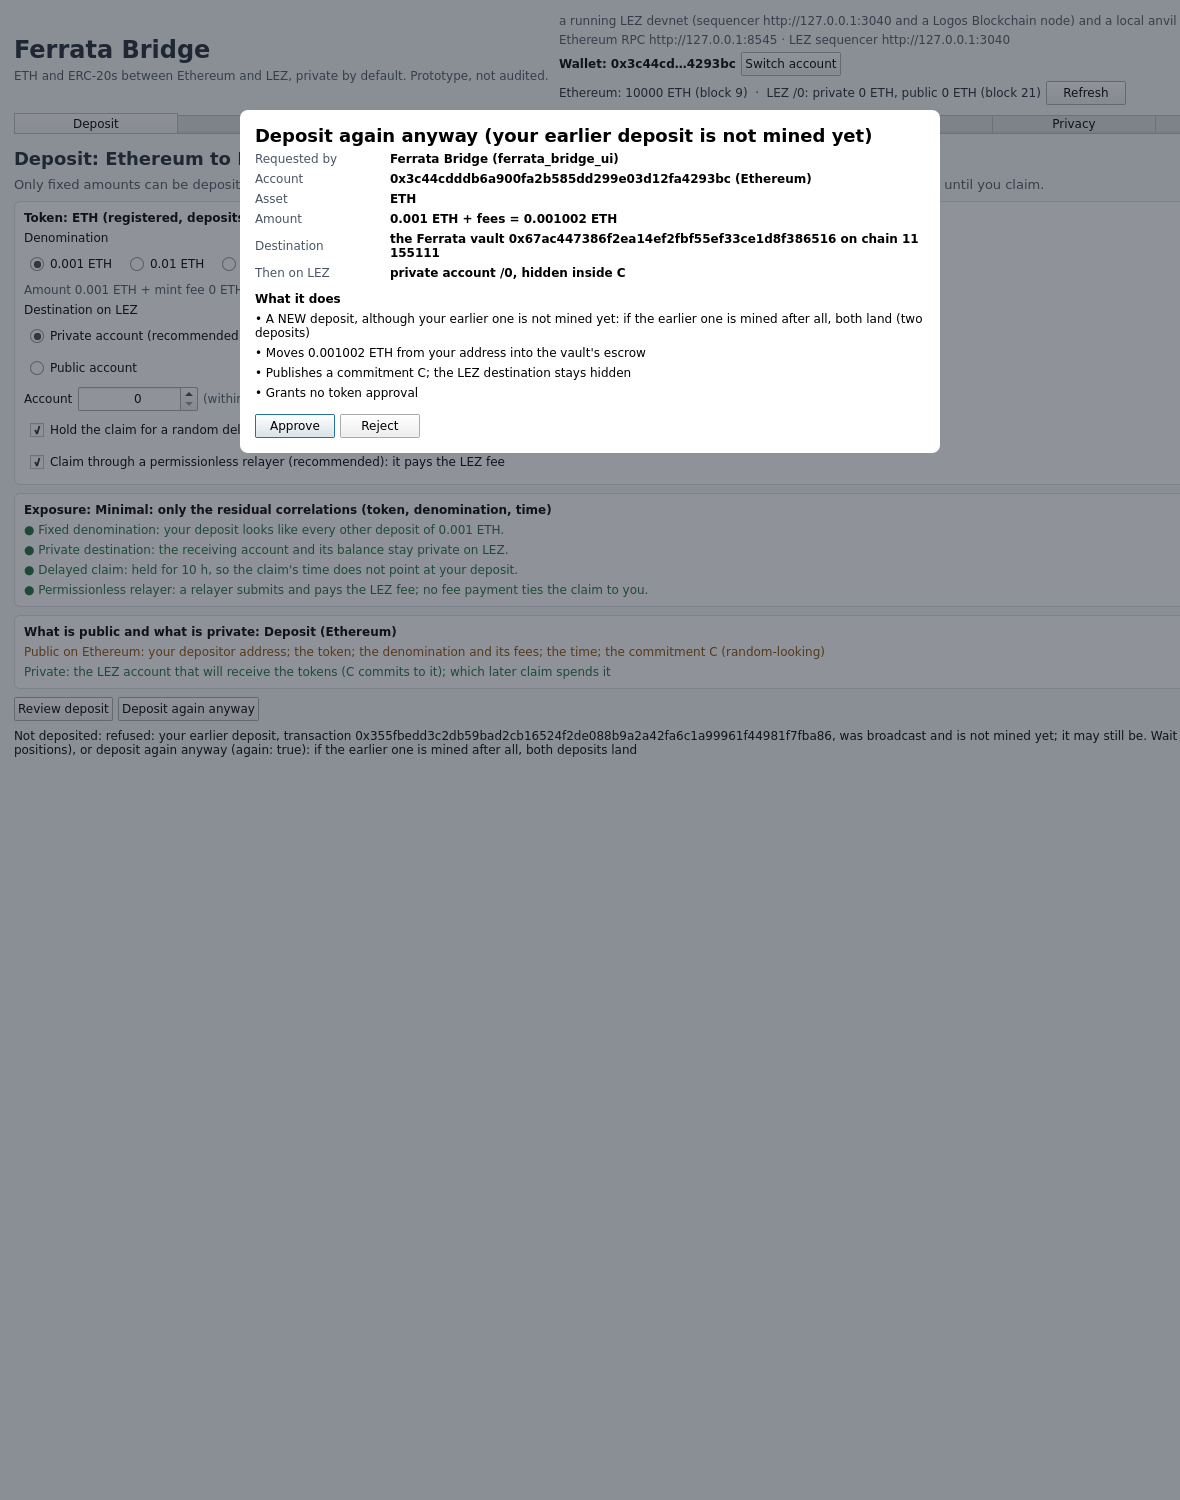 a running LEZ devnet (sequencer http://127.0.0.1:3040 and a Logos Blockchain node) and a local anvil
Ferrata Bridge
Ethereum RPC http://127.0.0.1:8545 · LEZ sequencer http://127.0.0.1:3040
Wallet: 0x3c44cd…4293bc Switch account
ETH and ERC-20s between Ethereum and LEZ, private by default. Prototype, not audited.
Ethereum: 10000 ETH (block 9) · LEZ /0: private 0 ETH, public 0 ETH (block 21) Refresh
Deposit Privacy
Deposit again anyway (your earlier deposit is not mined yet)
Requested by Ferrata Bridge (ferrata_bridge_ui)
Account 0x3c44cdddb6a900fa2b585dd299e03d12fa4293bc (Ethereum)
Asset ETH
Amount 0.001 ETH + fees = 0.001002 ETH
Destination the Ferrata vault 0x67ac447386f2ea14ef2fbf55ef33ce1d8f386516 on chain 11
155111
Then on LEZ private account /0, hidden inside C
What it does
• A NEW deposit, although your earlier one is not mined yet: if the earlier one is mined after all, both land (two
deposits)
• Moves 0.001002 ETH from your address into the vault's escrow
• Publishes a commitment C; the LEZ destination stays hidden
• Grants no token approval
Approve Reject
Deposit: Ethereum to
Only fixed amounts can be deposit until you claim.
Token: ETH (registered, deposits
Denomination
0.001 ETH 0.01 ETH
Amount 0.001 ETH + mint fee 0 ETH
Destination on LEZ
Private account (recommended
Public account
Account 0 (within
Hold the claim for a random del
Claim through a permissionless relayer (recommended): it pays the LEZ fee
Exposure: Minimal: only the residual correlations (token, denomination, time)
● Fixed denomination: your deposit looks like every other deposit of 0.001 ETH.
● Private destination: the receiving account and its balance stay private on LEZ.
● Delayed claim: held for 10 h, so the claim's time does not point at your deposit.
● Permissionless relayer: a relayer submits and pays the LEZ fee; no fee payment ties the claim to you.
What is public and what is private: Deposit (Ethereum)
Public on Ethereum: your depositor address; the token; the denomination and its fees; the time; the commitment C (random-looking)
Private: the LEZ account that will receive the tokens (C commits to it); which later claim spends it
Review deposit Deposit again anyway
Not deposited: refused: your earlier deposit, transaction 0x355fbedd3c2db59bad2cb16524f2de088b9a2a42fa6c1a99961f44981f7fba86, was broadcast and is not mined yet; it may still be. Wait
positions), or deposit again anyway (again: true): if the earlier one is mined after all, both deposits land